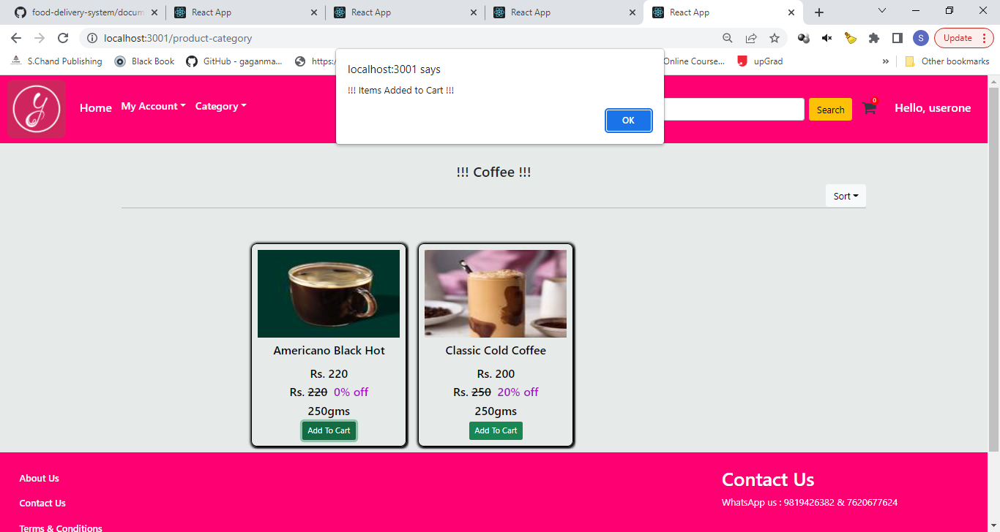 food-delivery-system/docum
React App
React App
React App
React App
localhost:3001/product-category
S
Update
S.Chand Publishing
Black Book
GitHub - gaganma...
https:/
Online Course...
upGrad
»
Other bookmarks
localhost:3001 says
!!! Items Added to Cart !!!
OK
y
Home
My Account
Category
Search
0
Hello, userone
!!! Coffee !!!
Sort
Americano Black Hot
Rs. 220
Rs. 220 0% off
250gms
Add To Cart
Classic Cold Coffee
Rs. 200
Rs. 250 20% off
250gms
Add To Cart
About Us
Contact Us
Terms & Conditions
Contact Us
WhatsApp us : 9819426382 & 7620677624